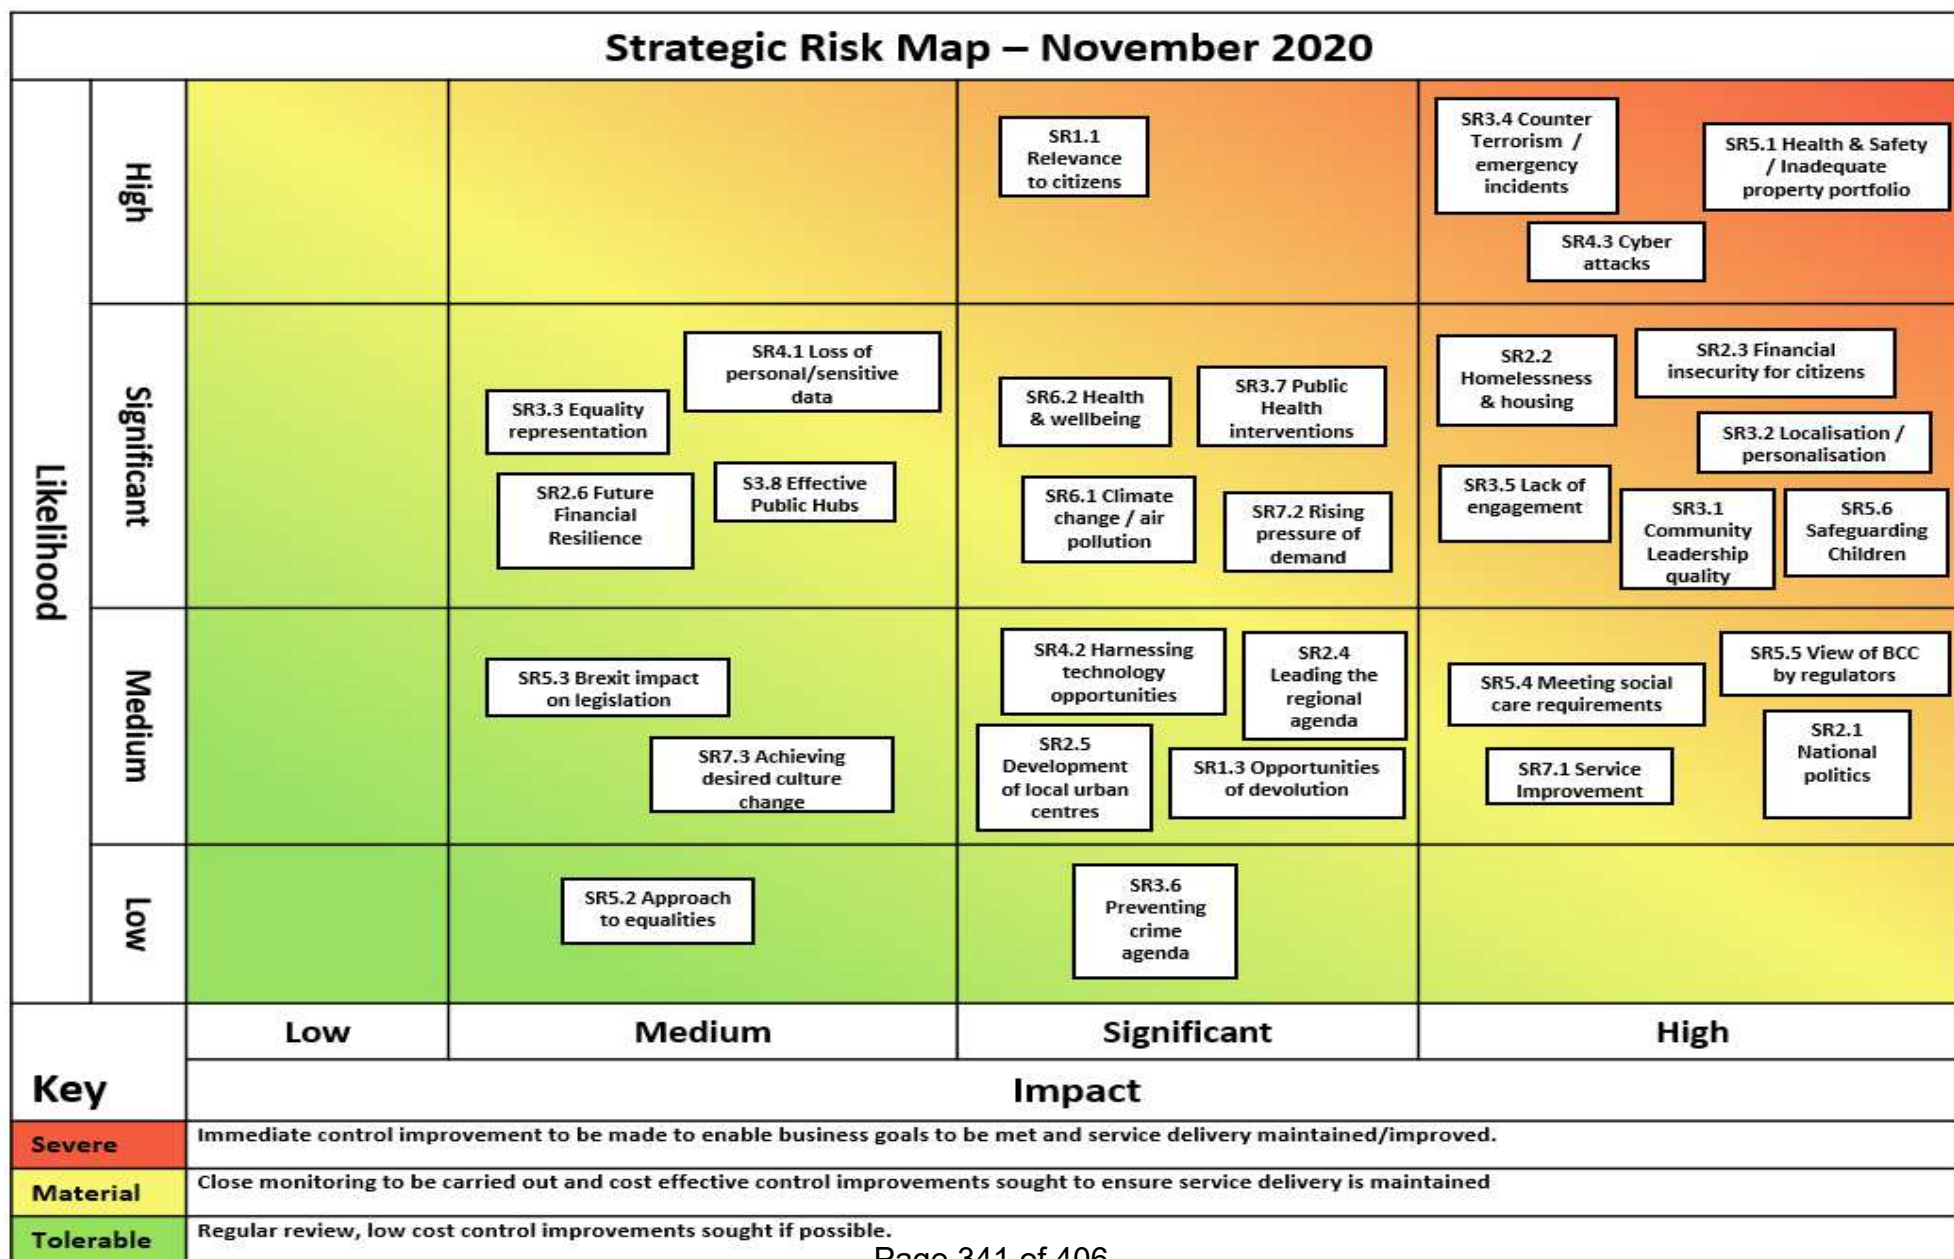 Strategic Risk Map – November 2020
Likelihood
High
SR1.1
Relevance
to citizens
SR3.4 Counter
Terrorism /
emergency
incidents
SR5.1 Health & Safety
/ Inadequate
property portfolio
SR4.3 Cyber
attacks
Significant
SR4.1 Loss of
personal/sensitive
data
SR3.3 Equality
representation
SR2.6 Future
Financial
Resilience
S3.8 Effective
Public Hubs
SR6.2 Health
& wellbeing
SR3.7 Public
Health
interventions
SR6.1 Climate
change / air
pollution
SR7.2 Rising
pressure of
demand
SR2.2
Homelessness
& housing
SR2.3 Financial
insecurity for citizens
SR3.2 Localisation /
personalisation
SR3.5 Lack of
engagement
SR3.1
Community
Leadership
quality
SR5.6
Safeguarding
Children
Medium
SR5.3 Brexit impact
on legislation
SR7.3 Achieving
desired culture
change
SR4.2 Harnessing
technology
opportunities
SR2.4
Leading the
regional
agenda
SR2.5
Development
of local urban
centres
SR1.3 Opportunities
of devolution
SR5.4 Meeting social
care requirements
SR5.5 View of BCC
by regulators
SR7.1 Service
Improvement
SR2.1
National
politics
Low
SR5.2 Approach
to equalities
SR3.6
Preventing
crime
agenda
Low
Medium
Significant
High
Key
Impact
Severe
Immediate control improvement to be made to enable business goals to be met and service delivery maintained/improved.
Material
Close monitoring to be carried out and cost effective control improvements sought to ensure service delivery is maintained
Tolerable
Regular review, low cost control improvements sought if possible.
Page 341 of 406